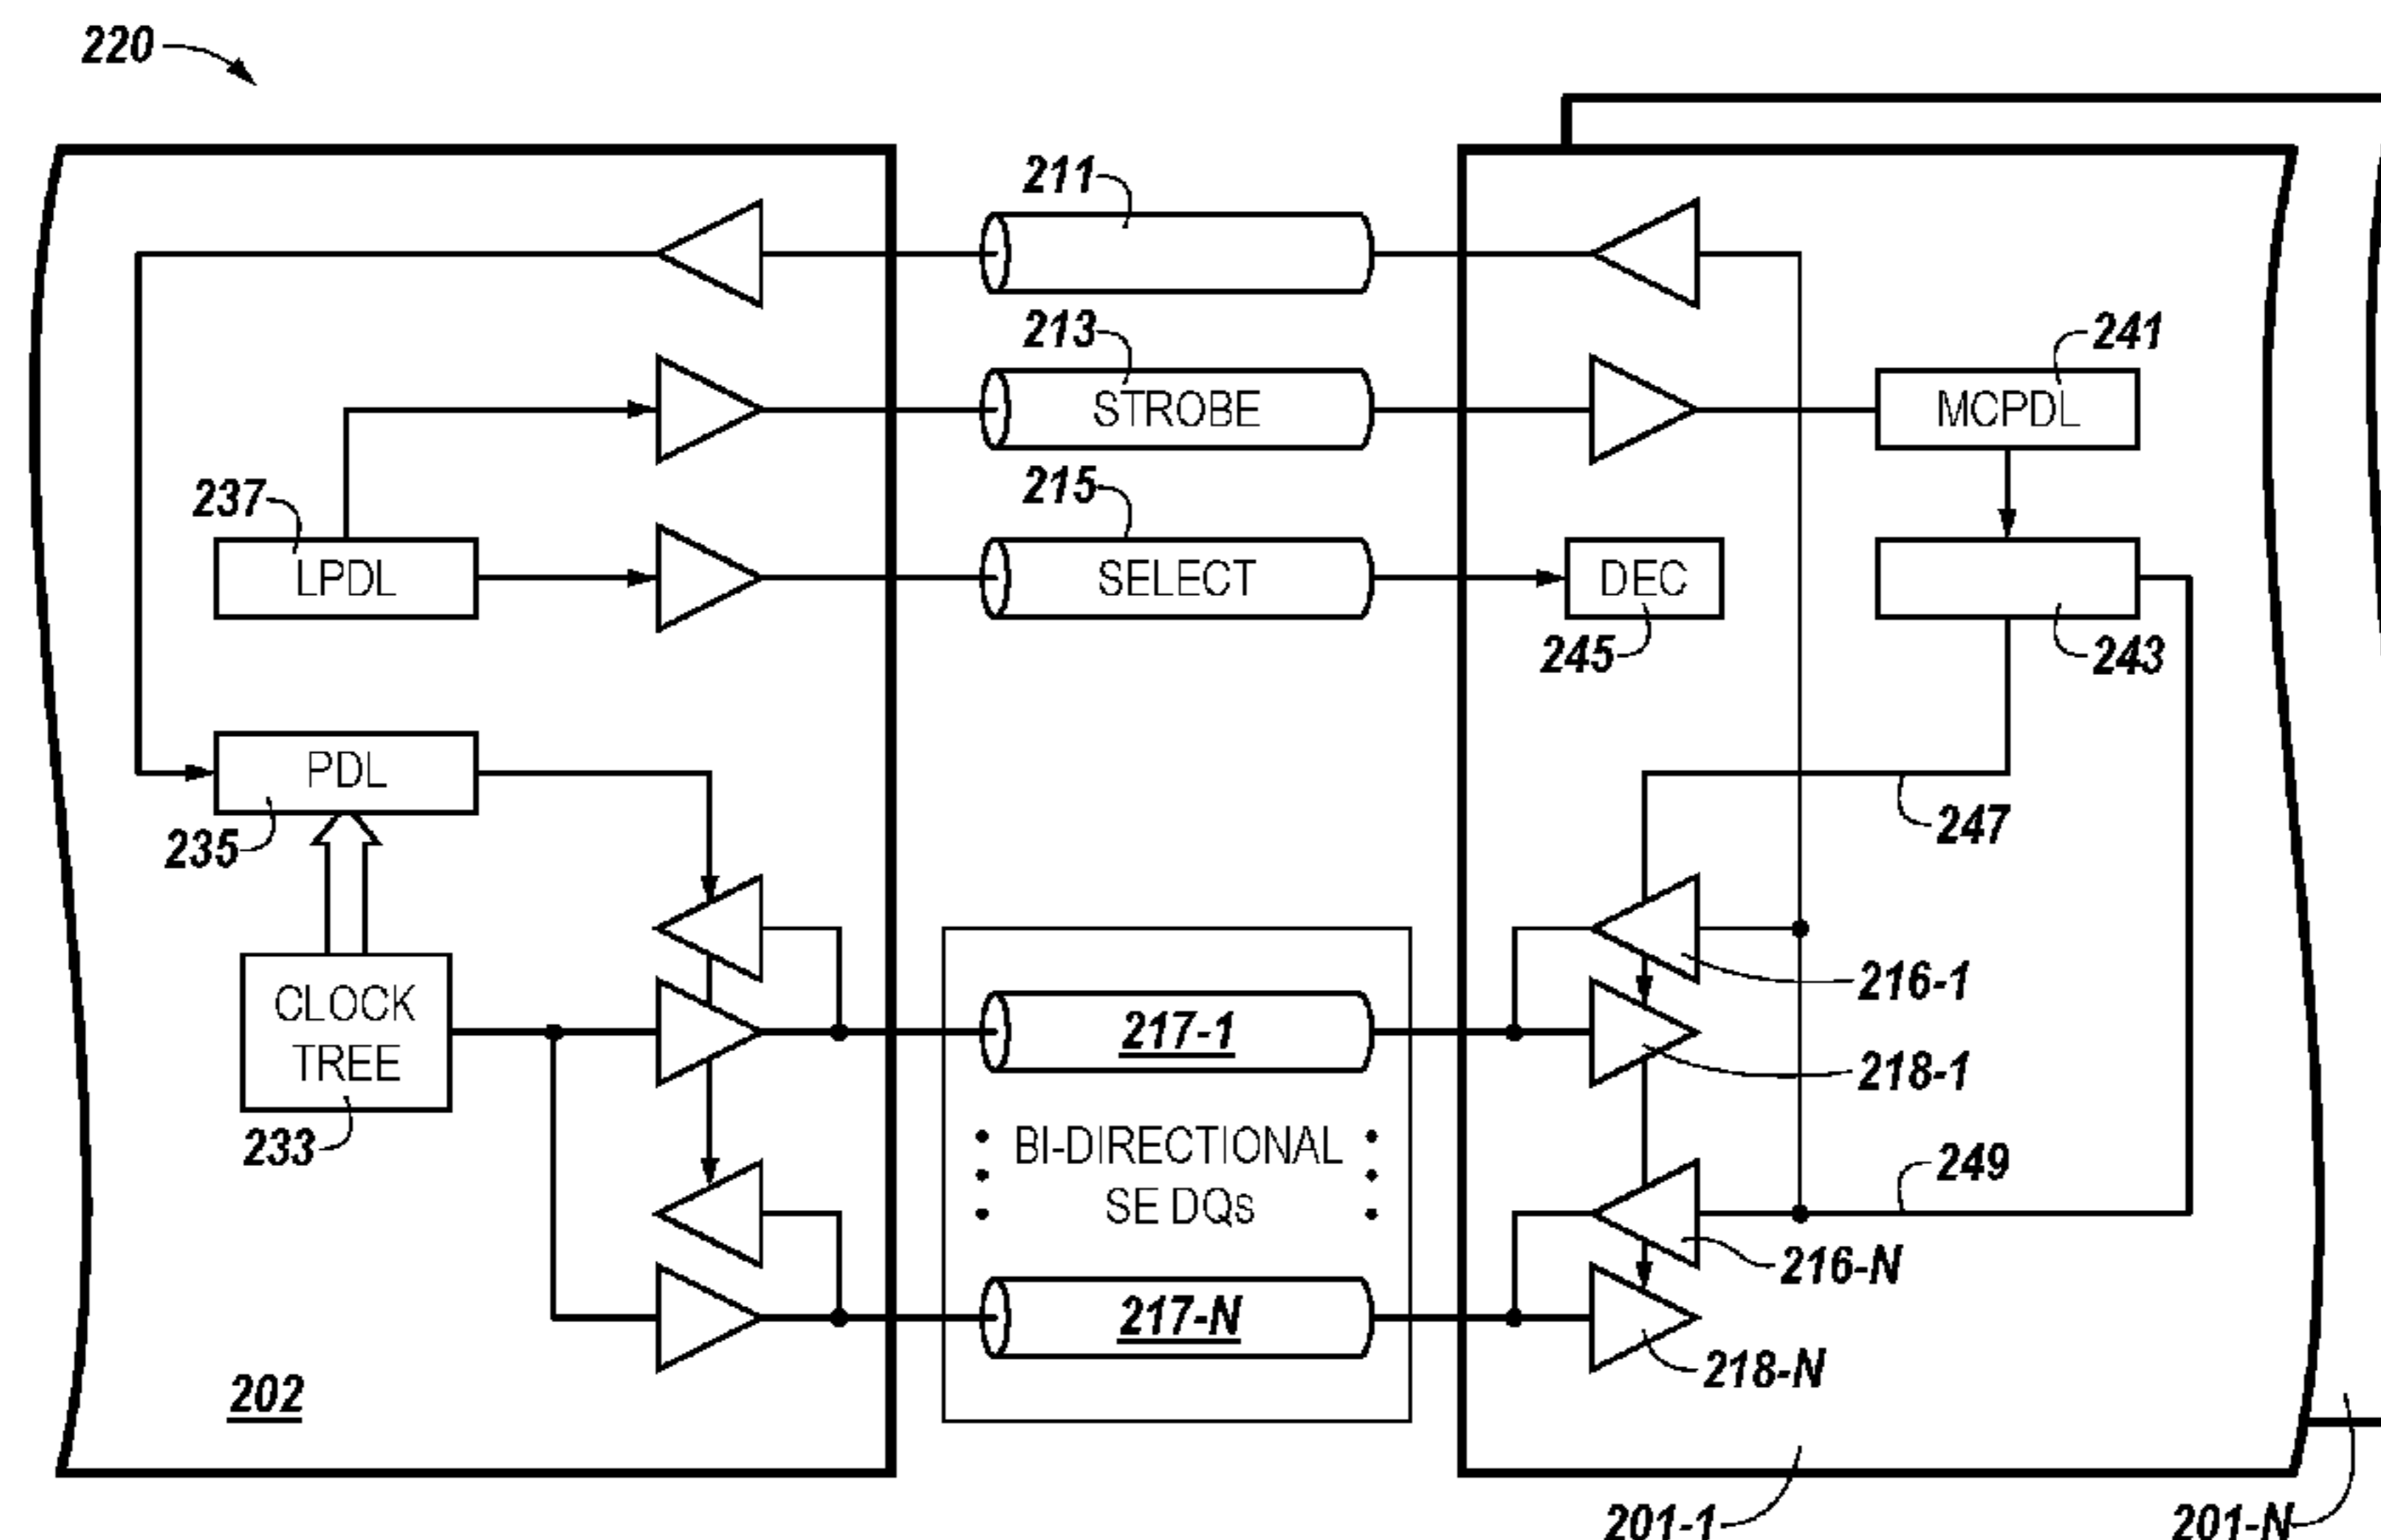 220
211
213
STROBE
241
MCPDL
237
LPDL
215
SELECT
DEC
245
243
PDL
235
247
CLOCK
TREE
233
216-1
217-1
218-1
BI-DIRECTIONAL
SE DQs
249
216-N
217-N
218-N
202
201-1
201-N